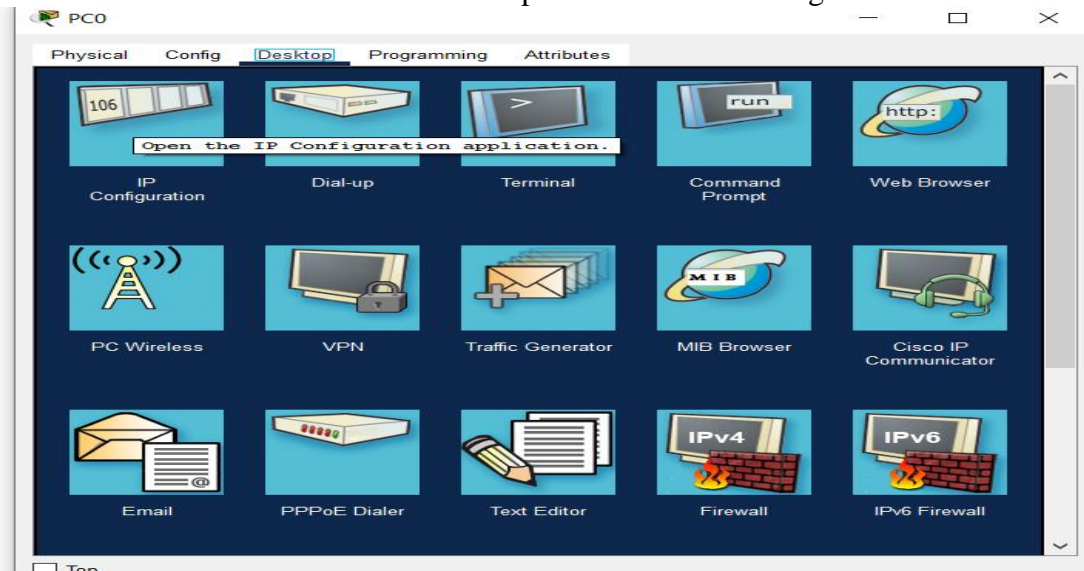 PC0
Physical Config Desktop Programming Attributes
106
>
run
http:
Open the IP Configuration application.
IP
Configuration
Dial-up
Terminal
Command
Prompt
Web Browser
MIB
PC Wireless
VPN
Traffic Generator
MIB Browser
Cisco IP
Communicator
@
IPv4
IPv6
Email
PPPoE Dialer
Text Editor
Firewall
IPv6 Firewall
Top